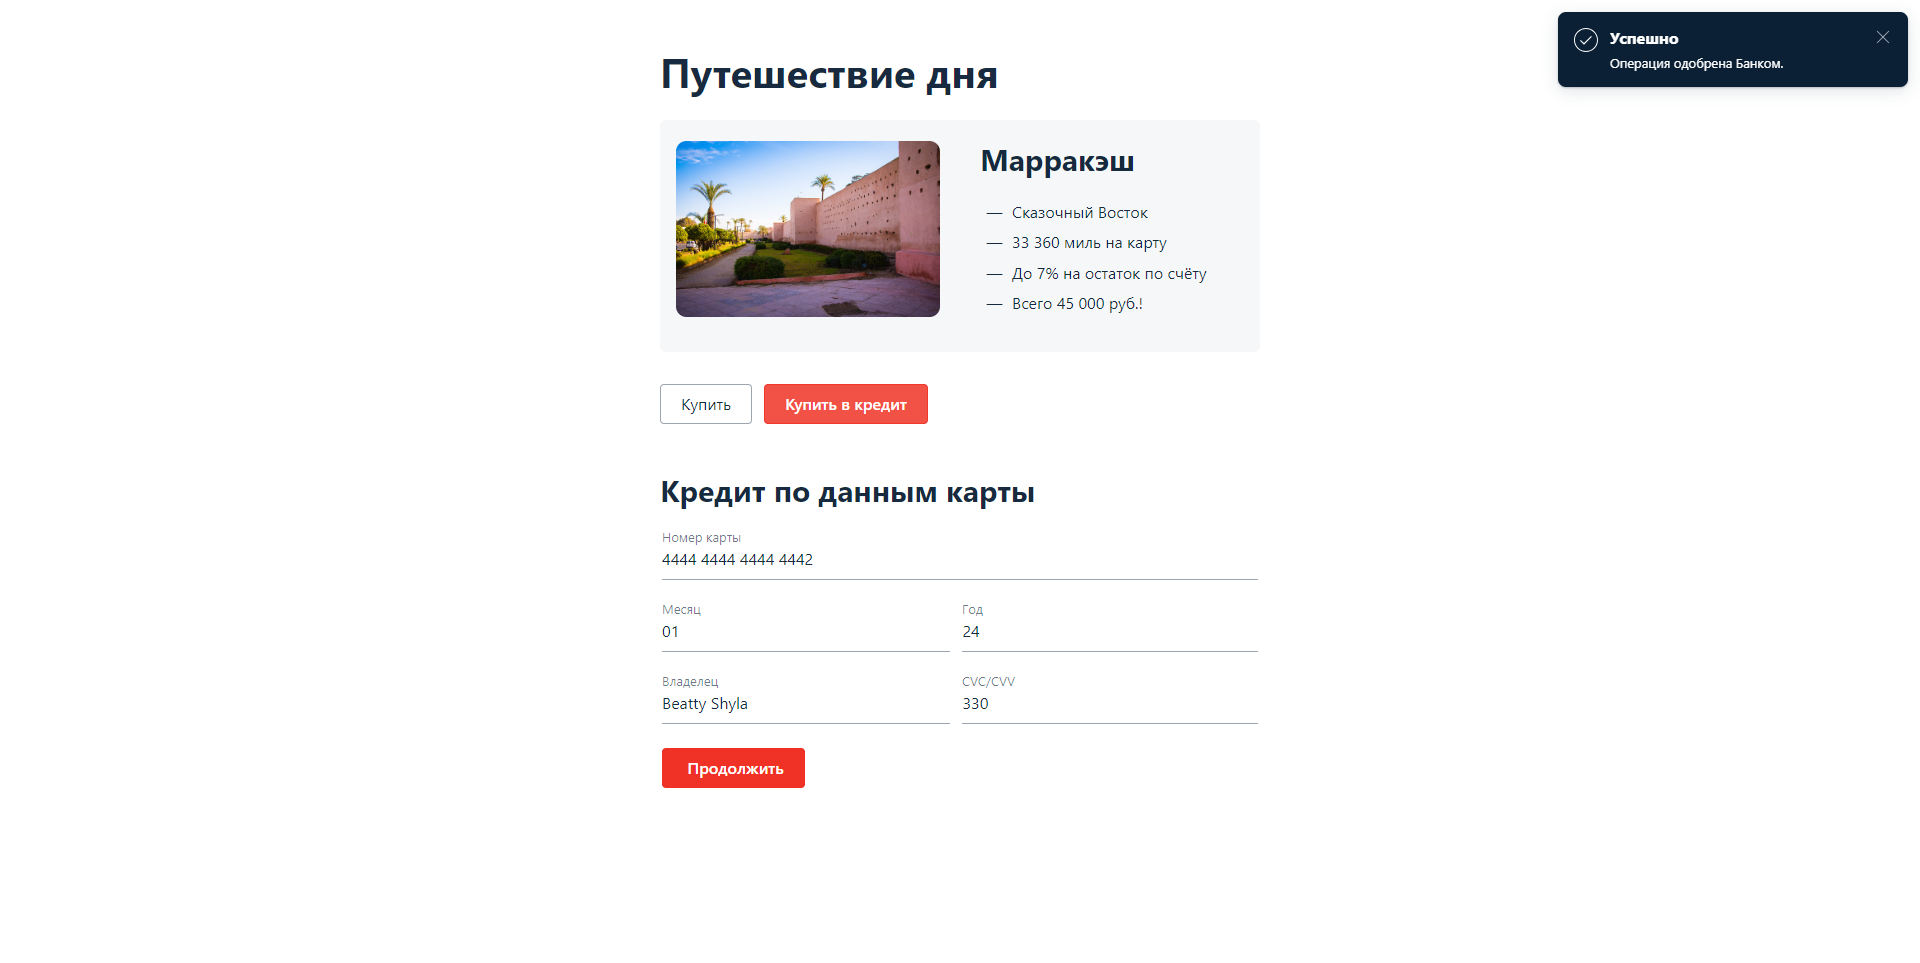 Успешно
Операция одобрена Банком.
Путешествие дня
Марракэш
— Сказочный Восток
— 33 360 миль на карту
— До 7% на остаток по счёту
— Всего 45 000 руб.!
Купить
Купить в кредит
Кредит по данным карты
Номер карты
4444 4444 4444 4442
Месяц
Год
01
24
Владелец
CVC/CVV
Beatty Shyla
330
Продолжить